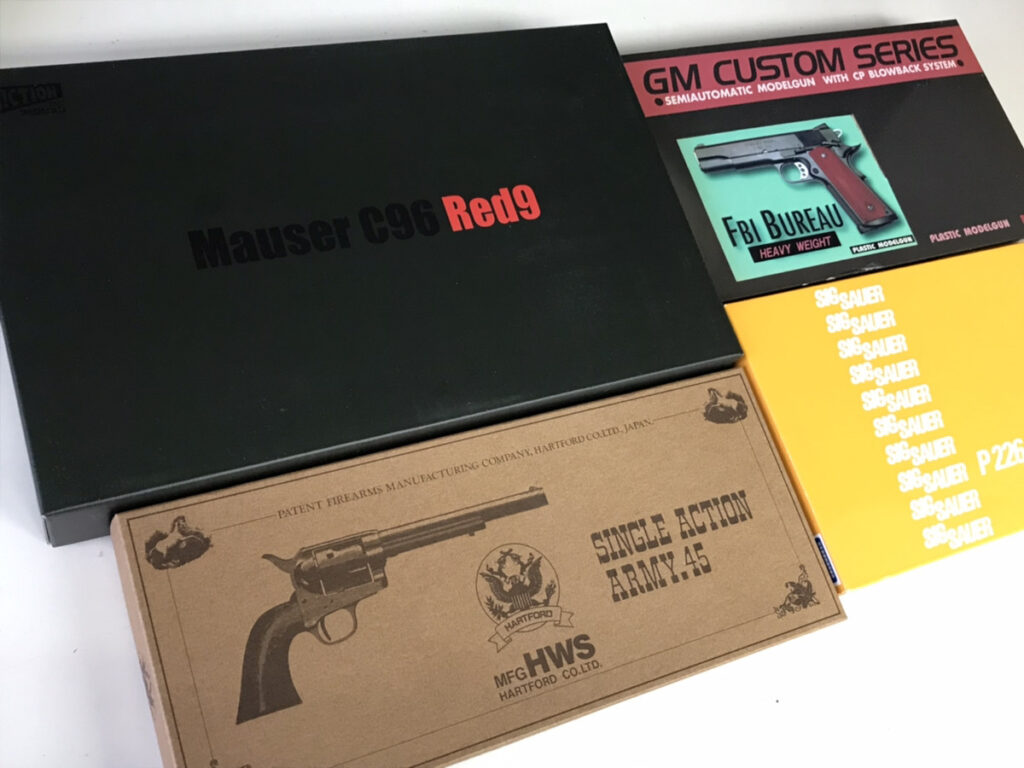 Mauser C96 Red9
GM CUSTOM SERIES
•SEMIAUTOMATIC MODELGUN WITH CP BLOWBACK SYSTEM•
FBI BUREAU
HEAVY WEIGHT
PLASTIC MODELGUN
PLASTIC MODELGUN
SIG SAUER
SIG SAUER
SIG SAUER
SIG SAUER
SIG SAUER
SIG SAUER
SIG SAUER
SIG SAUER P226
SIG SAUER
SIG SAUER
PATENT FIREARMS MANUFACTURING COMPANY, HARTFORD CO.LTD., JAPAN.
SINGLE ACTION
ARMY.45
HARTFORD
MFG HWS
HARTFORD CO.LTD.